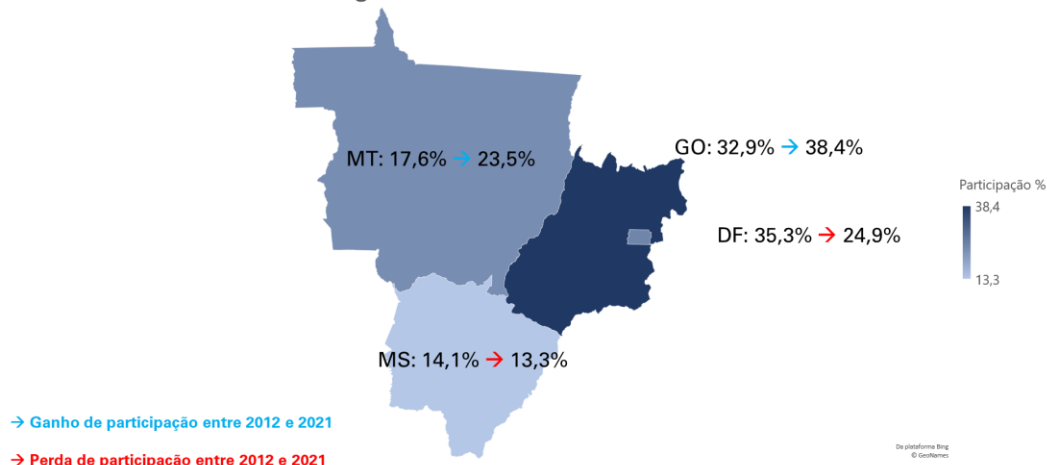 GO: 32,9% → 38,4%
MT: 17,6% → 23,5%
Participação %
38,4
DF: 35,3% → 24,9%
13,3
MS: 14,1% → 13,3%
→ Ganho de participação entre 2012 e 2021
→ Perda de participação entre 2012 e 2021
Da plataforma Bing
© GeoNames